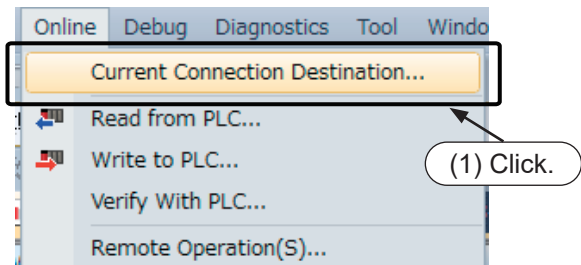 Online Debug Diagnostics Tool Windo
Current Connection Destination...
Read from PLC...
Write to PLC...
(1) Click.
Verify With PLC...
Remote Operation(S)...